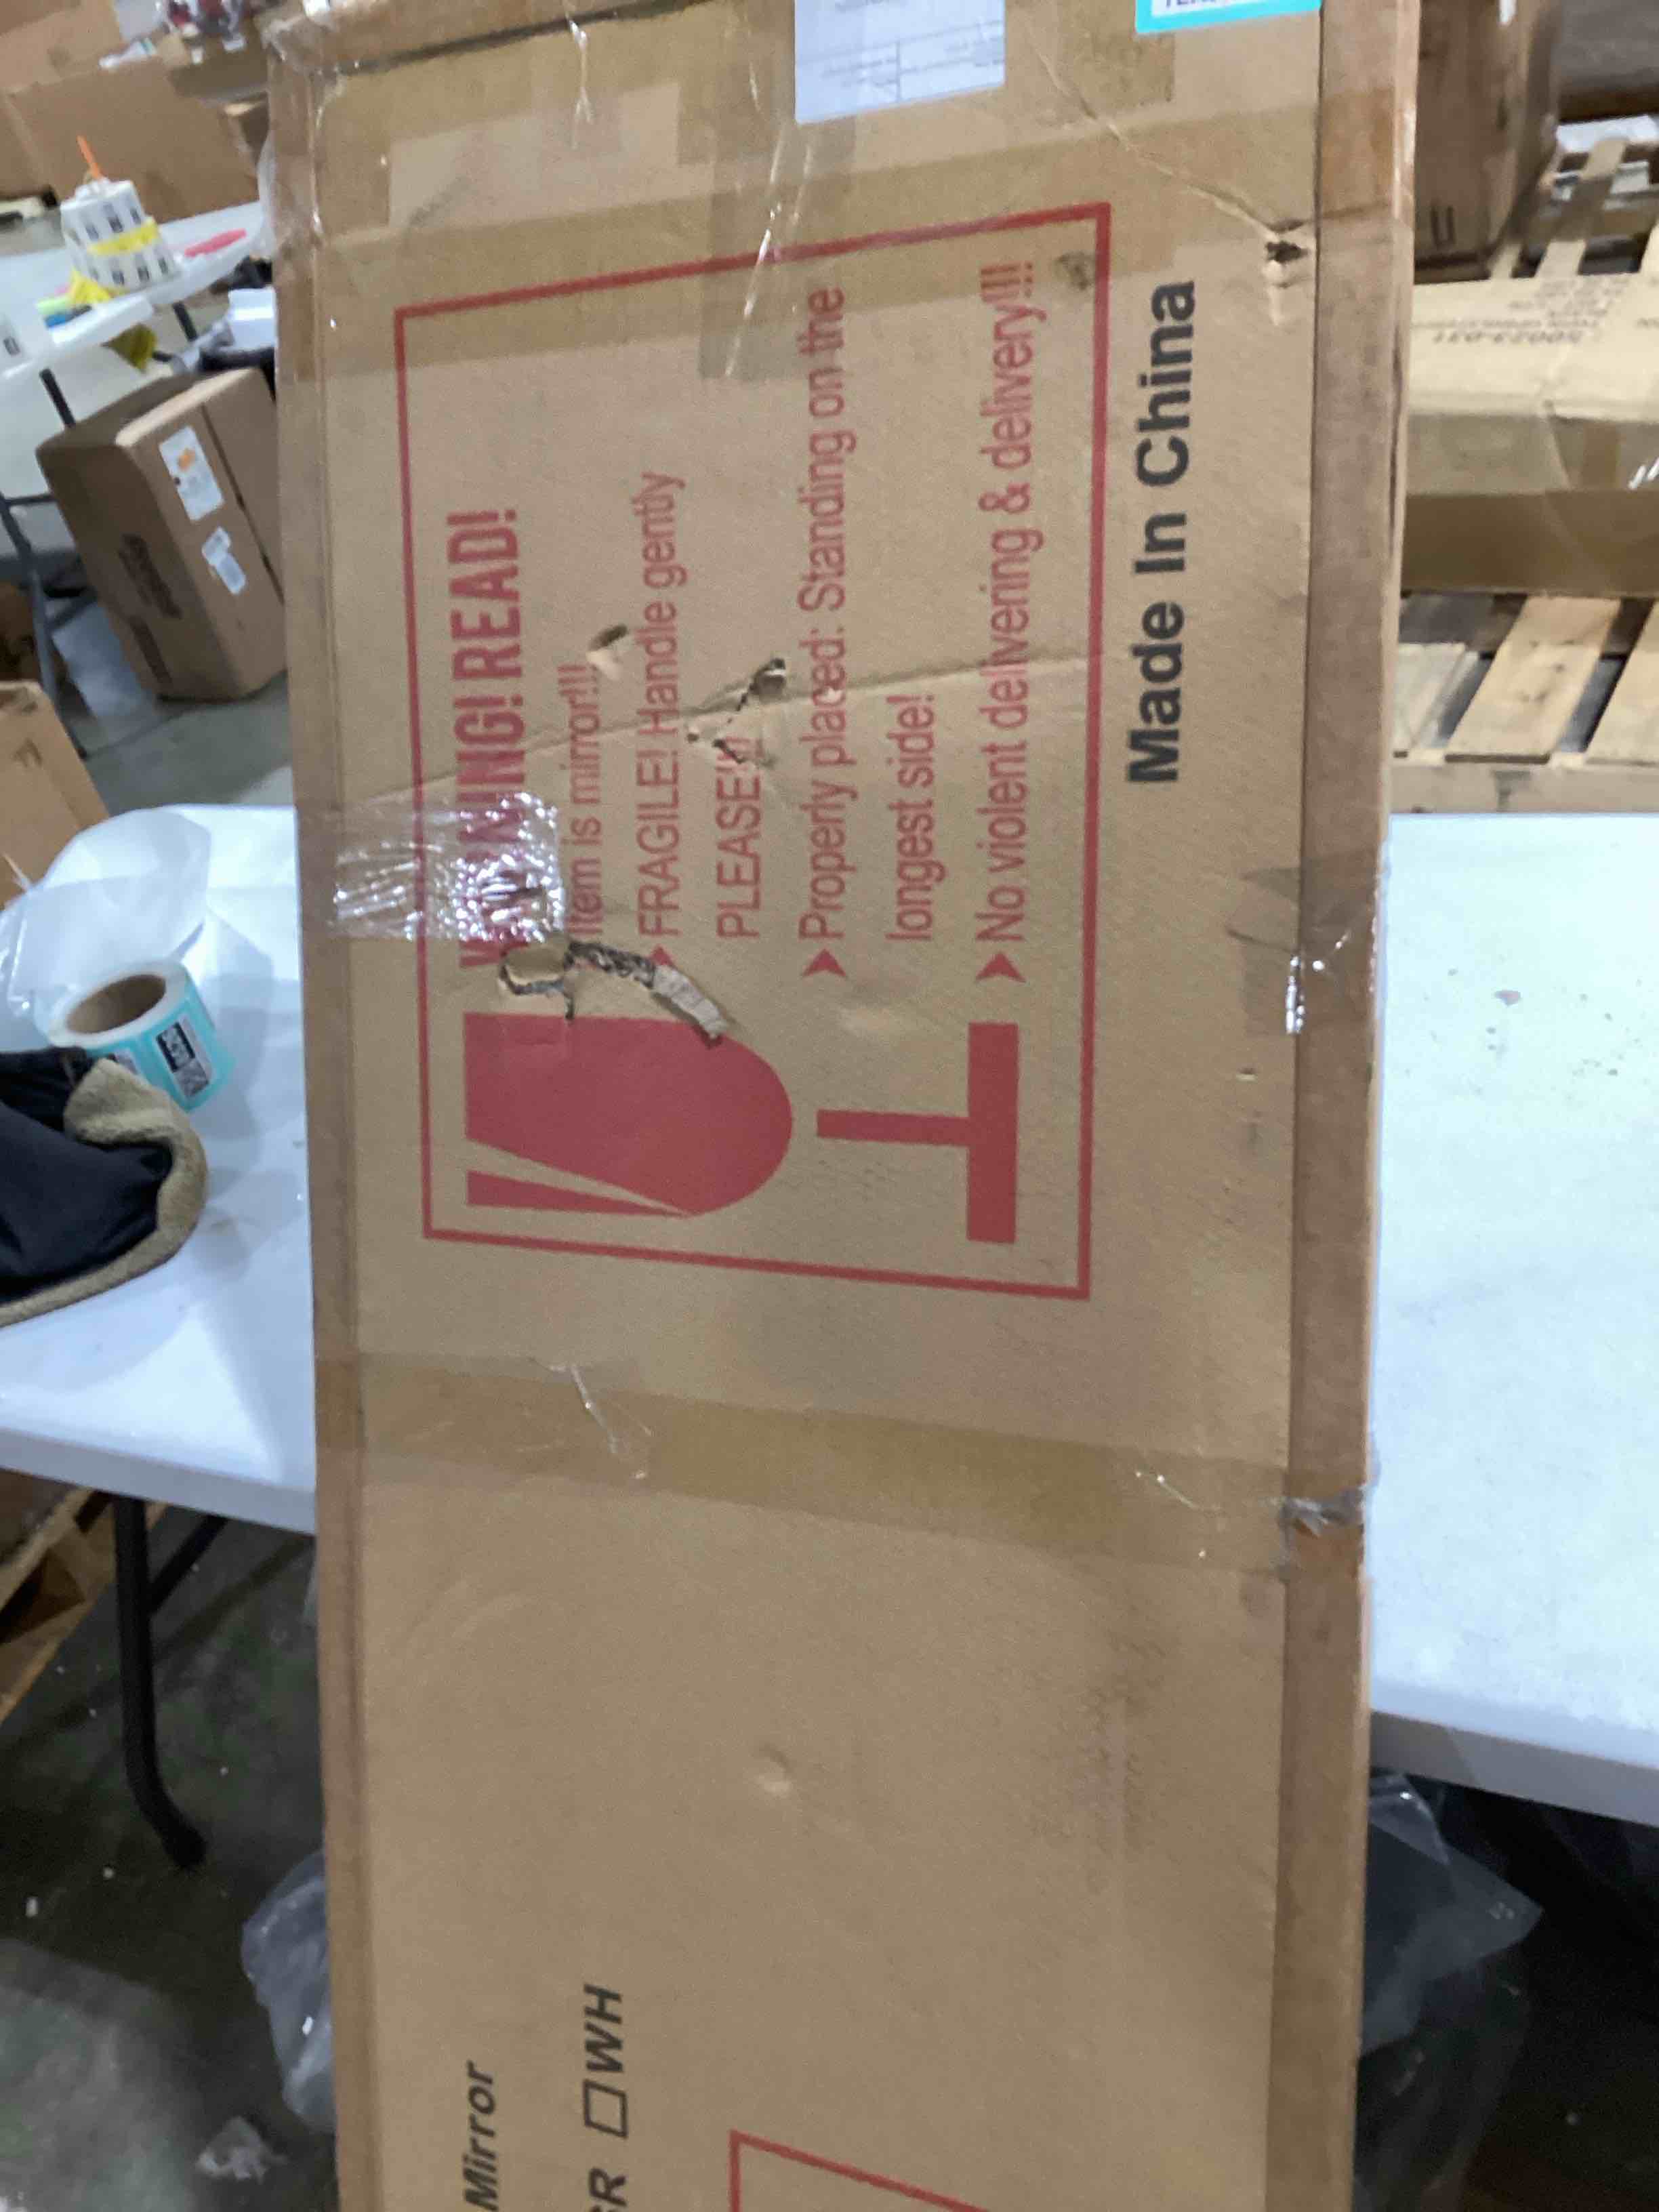 WARNING! READ!
Item is mirror!!!
FRAGILE! Handle gently
PLEASE!!!
Properly placed: Standing on the
longest side!
No violent delivering & delivery!!!
Made In China
Mirror
WH